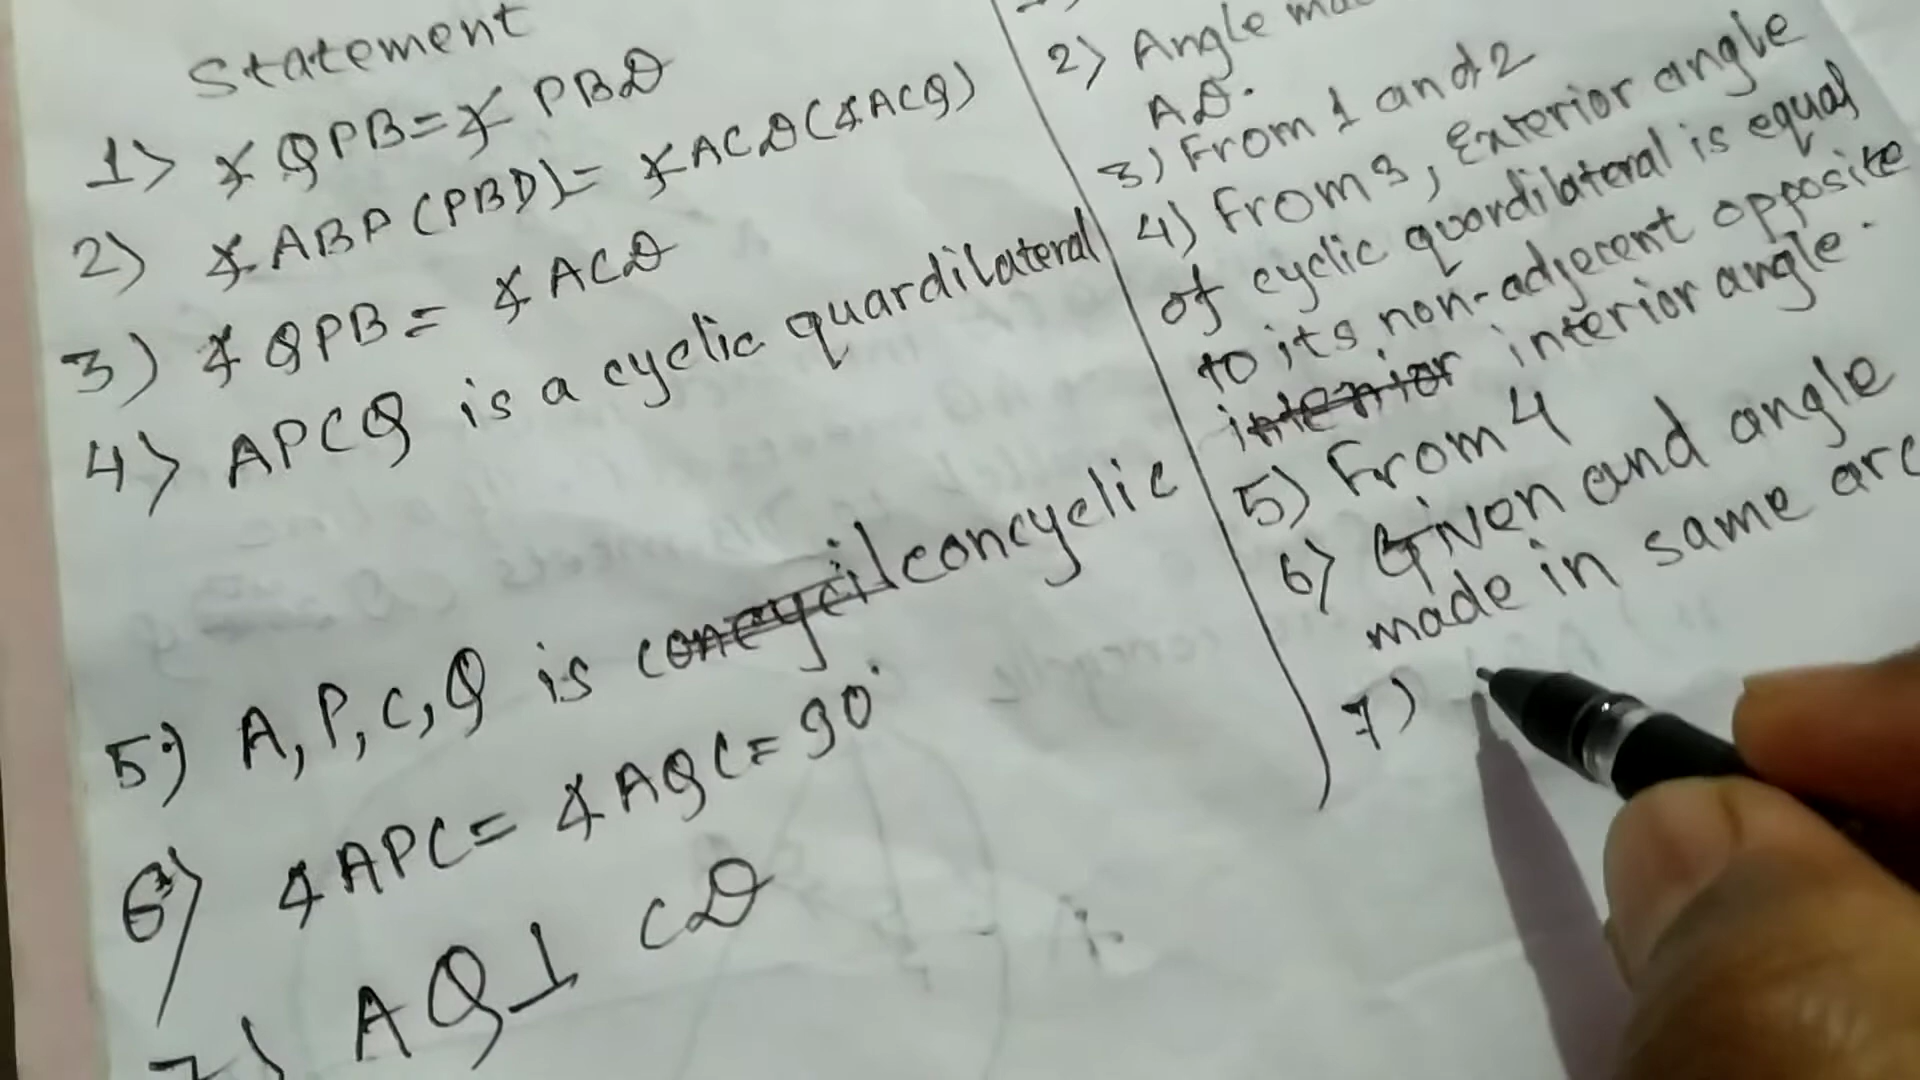 Statement
1) ∡QPB=∡PBD
2) ∡ABP(PBD)=∡ACD(∡ACQ)
3) ∡QPB=∡ACD
4) APCQ is a cyclic quardilateral
5) A,P,C,Q is concyclic
6) ∡APC=∡AQC=90°
7) AQ⊥CD
2) Angle
AD.
3) From 1 and 2
4) From 3, Exterior angle
of cyclic quardilateral is equal
to its non-adjecent opposite
interior interior angle.
5) From 4
6) Given and angle
made in same arc
7)